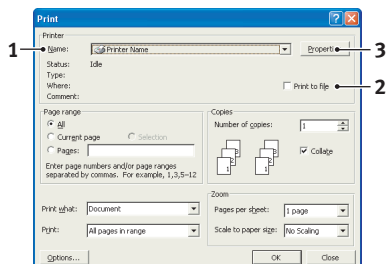 Print
Printer
1 Name: Printer Name Properti 3
Status: Idle
Type:
Where: Print to file 2
Comment:
Page range
All
Current page Selection
Pages:
Enter page numbers and/or page ranges
separated by commas. For example, 1,3,5–12
Copies
Number of copies: 1
Collate
Print what: Document
Print: All pages in range
Zoom
Pages per sheet: 1 page
Scale to paper size: No Scaling
Options... OK Close